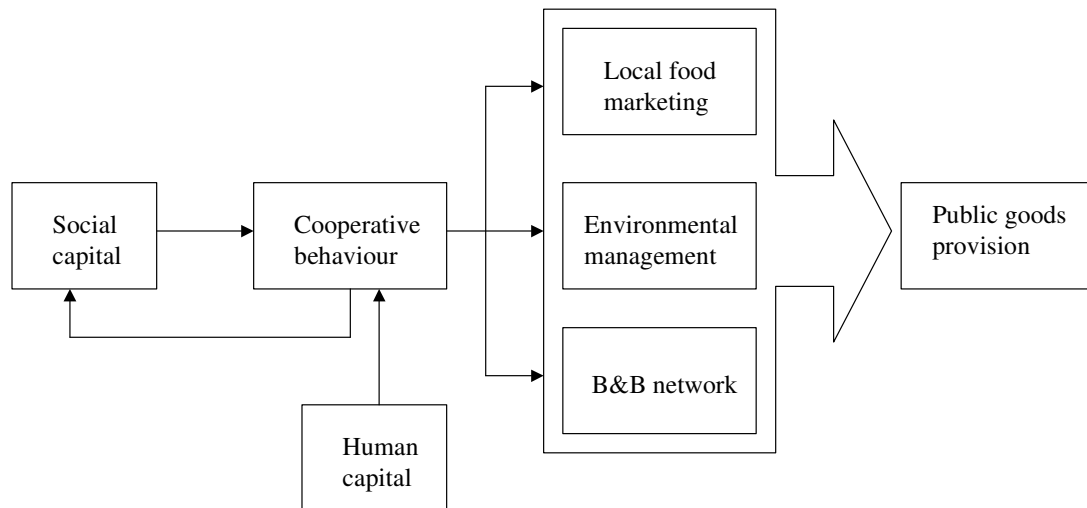 Local food
marketing
Social
capital
Cooperative
behaviour
Environmental
management
Public goods
provision
B&B network
Human
capital